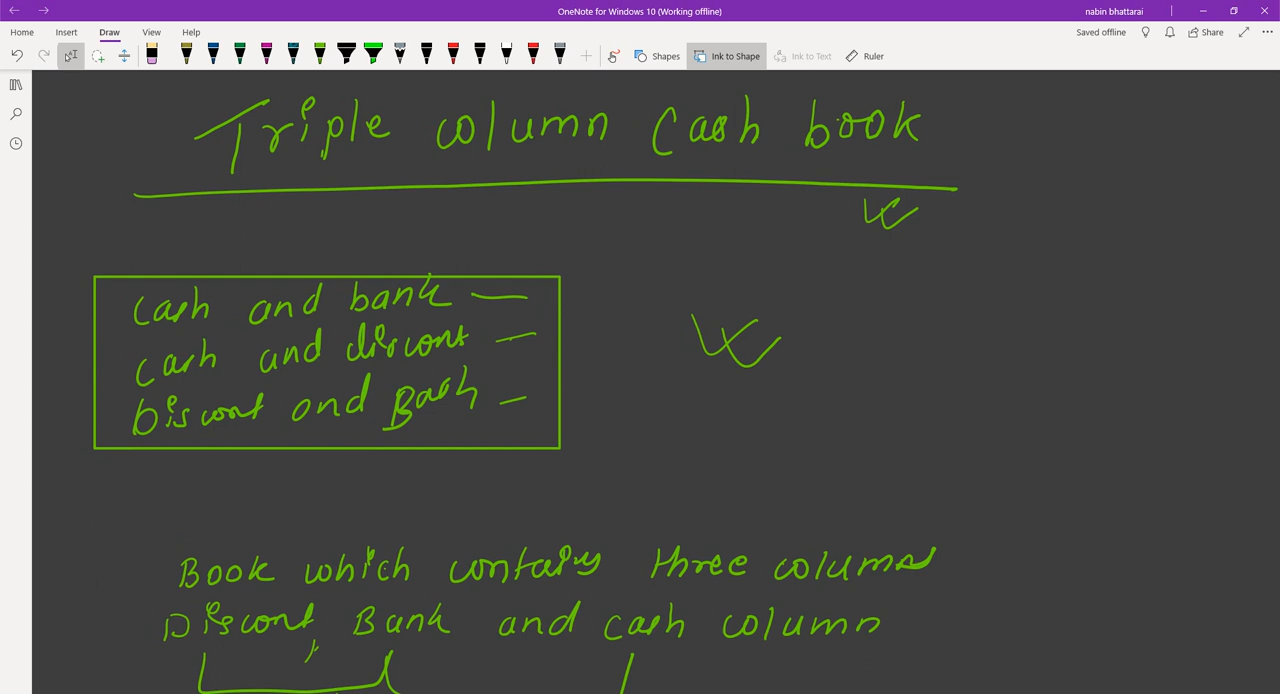 OneNote for Windows 10 (Working offline)
nabin bhattarai
Home Insert Draw View Help
Saved offline
Share
Shapes
Ink to Shape
Ink to Text
Ruler
Triple column Cash book
Cash and bank —
Cash and discont —
Discont and Bash —
Book which contains three columns
Discont, Bank and cash column